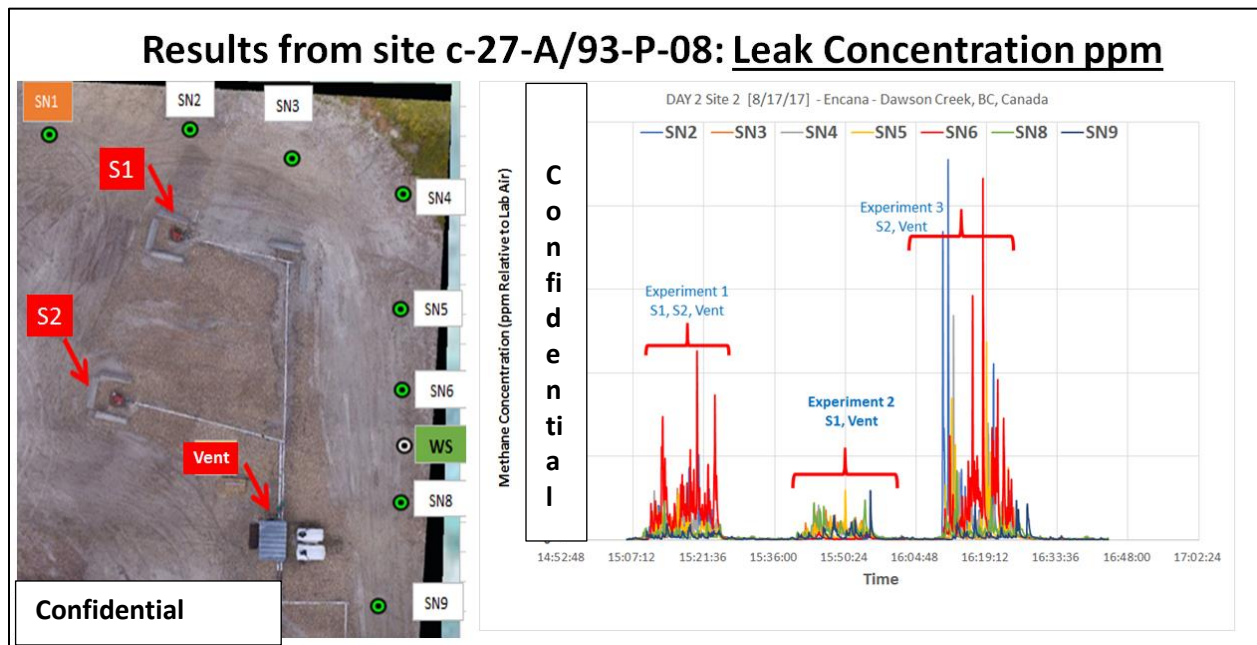 Results from site c-27-A/93-P-08: Leak Concentration ppm
SN1
SN2
SN3
S1
SN4
S2
SN5
SN6
WS
Vent
SN8
SN9
Confidential
DAY 2 Site 2 [8/17/17] - Encana - Dawson Creek, BC, Canada
SN2 SN3 SN4 SN5 SN6 SN8 SN9
Methane Concentration (ppm Relative to Lab Air)
Confidential
Experiment 1
S1, S2, Vent
Experiment 2
S1, Vent
Experiment 3
S2, Vent
14:52:48 15:07:12 15:21:36 15:36:00 15:50:24 16:04:48 16:19:12 16:33:36 16:48:00 17:02:24
Time